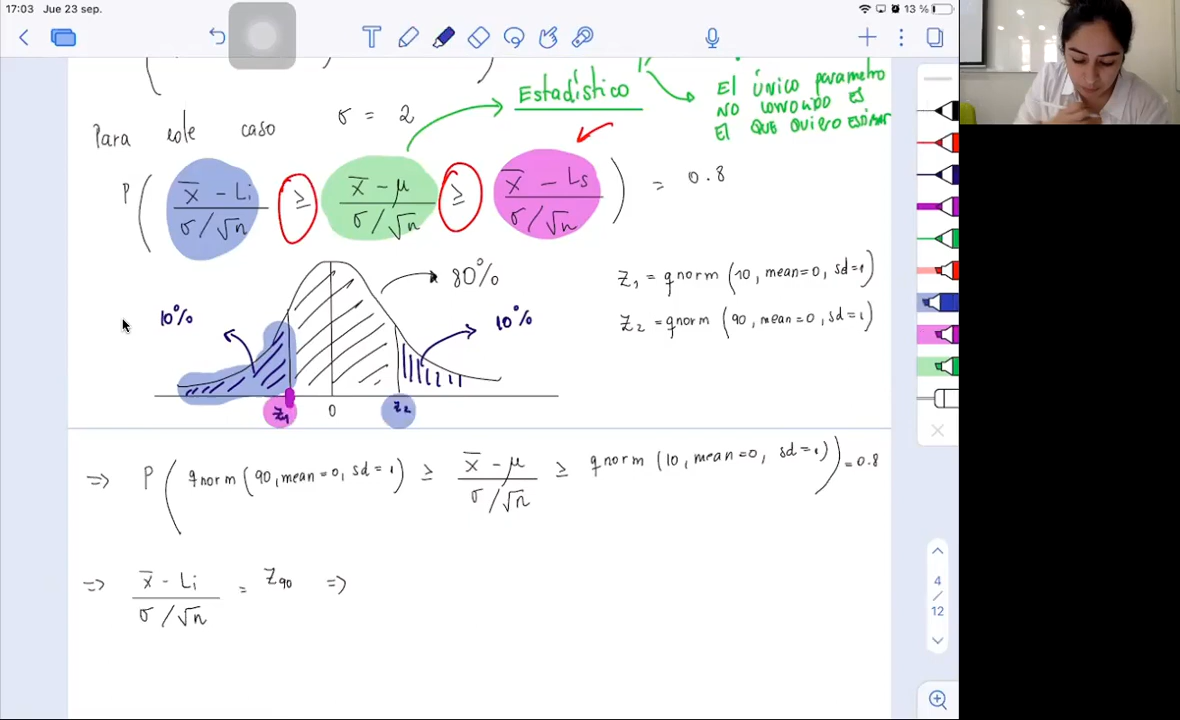 17:03 Jue 23 sep.
13 %
Estadístico
El único parametro
NO conocido es
El QUE QUIERO ESTIMAR
Para este caso σ = 2
P( (x̄ - Li)/(σ/√n) ≥ (x̄ - μ)/(σ/√n) ≥ (x̄ - Ls)/(σ/√n) ) = 0.8
80%
10%
10%
z₁ = qnorm (10, mean=0, sd=1)
z₂ = qnorm (90, mean=0, sd=1)
z₁ 0 z₂
=> P( qnorm (90, mean=0, sd=1) ≥ (x̄ - μ)/(σ/√n) ≥ qnorm (10, mean=0, sd=1) ) = 0.8
=> (x̄ - Li)/(σ/√n) = Z₉₀ =>
4
/
12